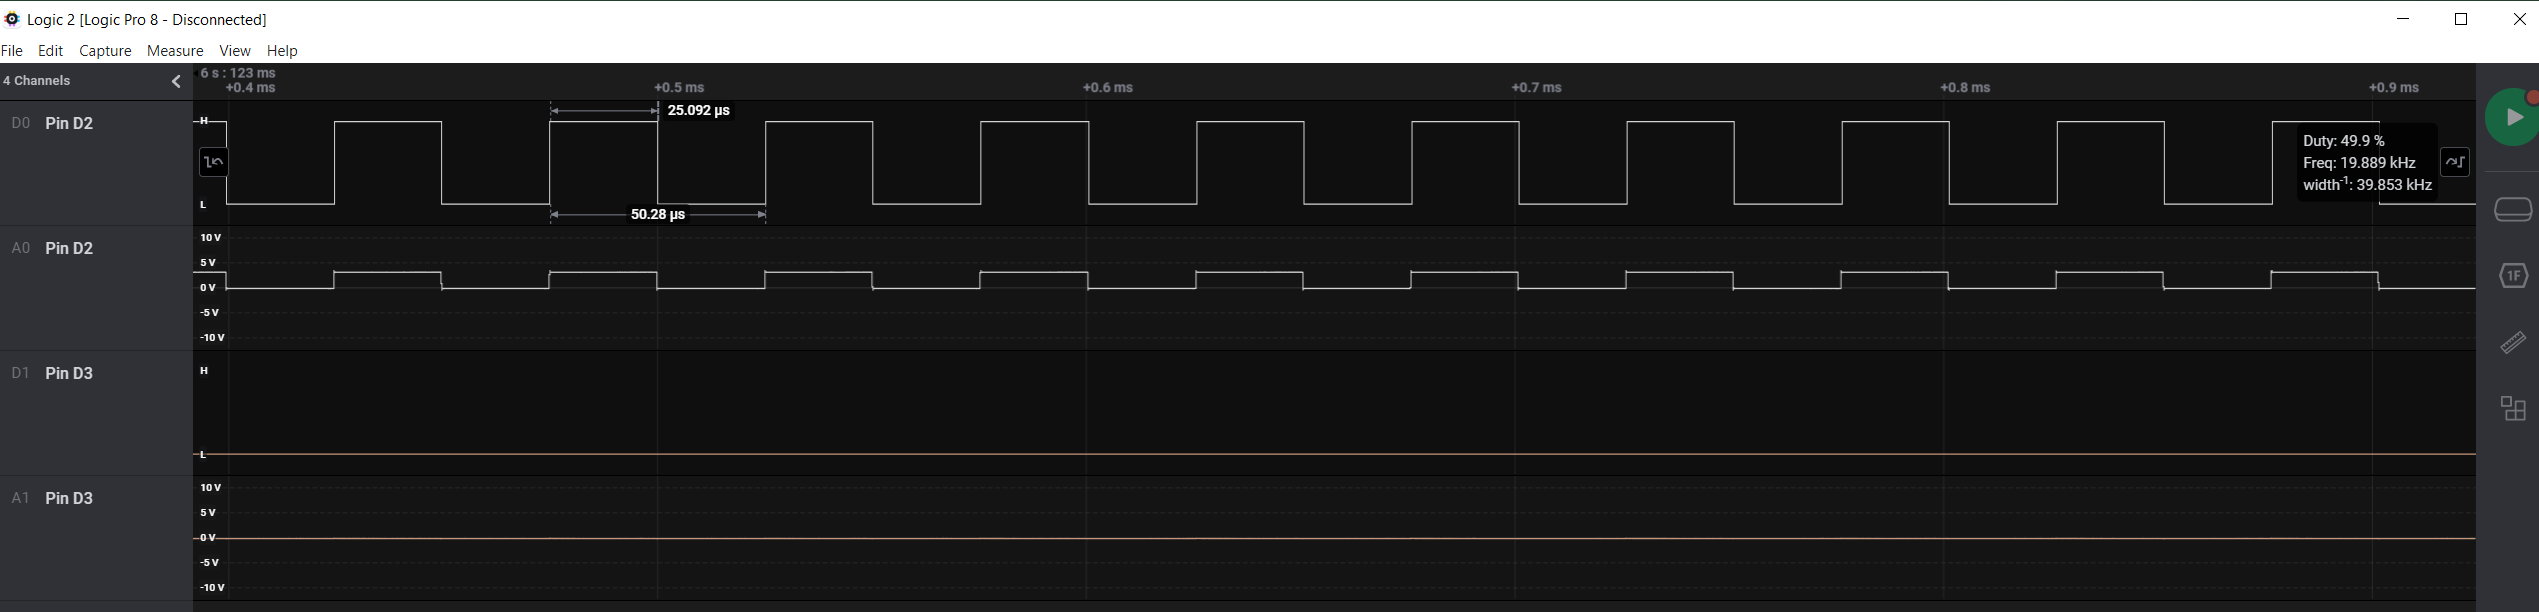 Logic 2 [Logic Pro 8 - Disconnected]
File Edit Capture Measure View Help
4 Channels
6 s : 123 ms
+0.4 ms +0.5 ms +0.6 ms +0.7 ms +0.8 ms +0.9 ms
D0 Pin D2
H
25.092 µs
L
50.28 µs
Duty: 49.9 %
Freq: 19.889 kHz
width-1: 39.853 kHz
A0 Pin D2
10 V
5 V
0 V
-5 V
-10 V
1F
D1 Pin D3
H
L
A1 Pin D3
10 V
5 V
0 V
-5 V
-10 V